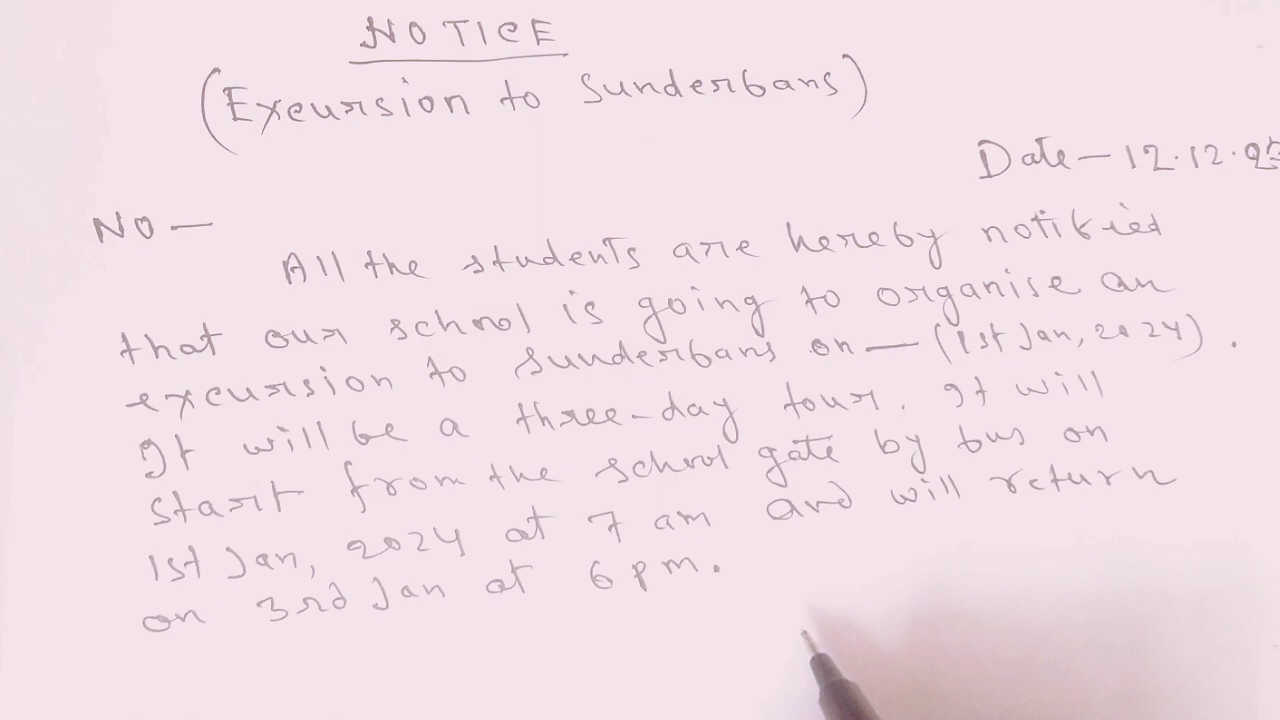 NOTICE
(Excursion to Sunderbans)
Date — 12.12.23
NO —
All the students are hereby notified
that our school is going to organise an
excursion to Sunderbans on — (1st Jan, 2024).
It will be a three-day tour. It will
start from the school gate by bus on
1st Jan, 2024 at 7 am and will return
on 3rd Jan at 6 pm.